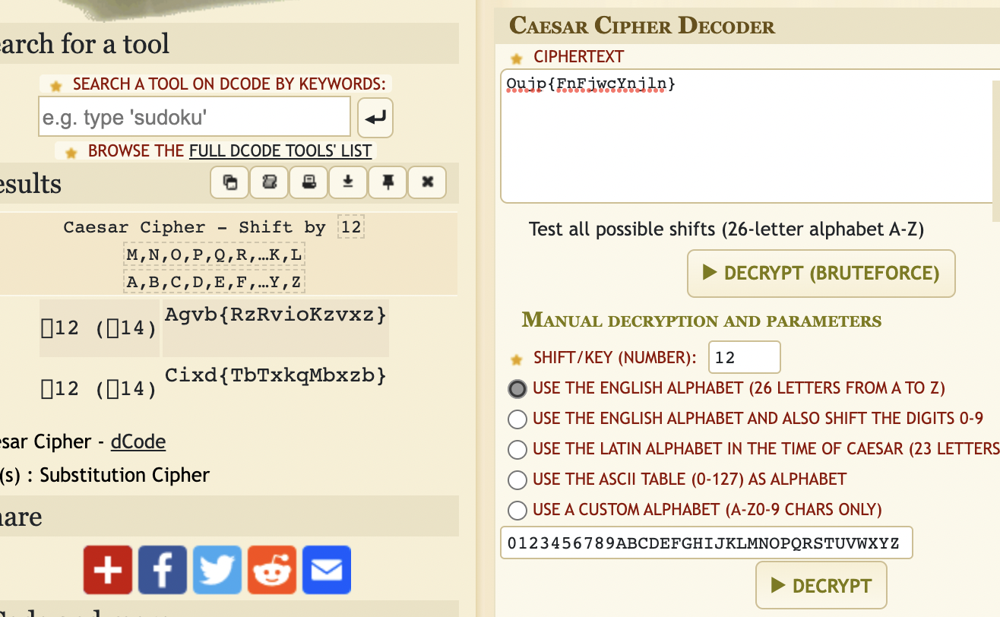 earch for a tool
SEARCH A TOOL ON DCODE BY KEYWORDS:
e.g. type 'sudoku'
BROWSE THE FULL DCODE TOOLS' LIST
esults
Caesar Cipher - Shift by 12
M,N,O,P,Q,R,…K,L
A,B,C,D,E,F,…Y,Z
▯12 (▯14) Agvb{RzRvioKzvxz}
▯12 (▯14) Cixd{TbTxkqMbxzb}
esar Cipher - dCode
(s) : Substitution Cipher
hare
CAESAR CIPHER DECODER
CIPHERTEXT
Oujp{FnFjwcYnjln}
Test all possible shifts (26-letter alphabet A-Z)
DECRYPT (BRUTEFORCE)
MANUAL DECRYPTION AND PARAMETERS
SHIFT/KEY (NUMBER): 12
USE THE ENGLISH ALPHABET (26 LETTERS FROM A TO Z)
USE THE ENGLISH ALPHABET AND ALSO SHIFT THE DIGITS 0-9
USE THE LATIN ALPHABET IN THE TIME OF CAESAR (23 LETTERS
USE THE ASCII TABLE (0-127) AS ALPHABET
USE A CUSTOM ALPHABET (A-Z0-9 CHARS ONLY)
0123456789ABCDEFGHIJKLMNOPQRSTUVWXYZ
DECRYPT